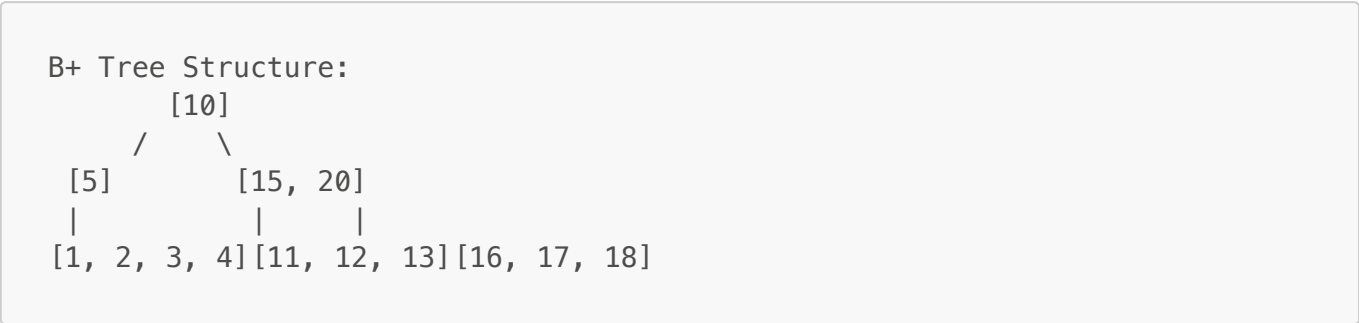 B+ Tree Structure:
[10]
/ \
[5] [15, 20]
| | |
[1, 2, 3, 4][11, 12, 13][16, 17, 18]